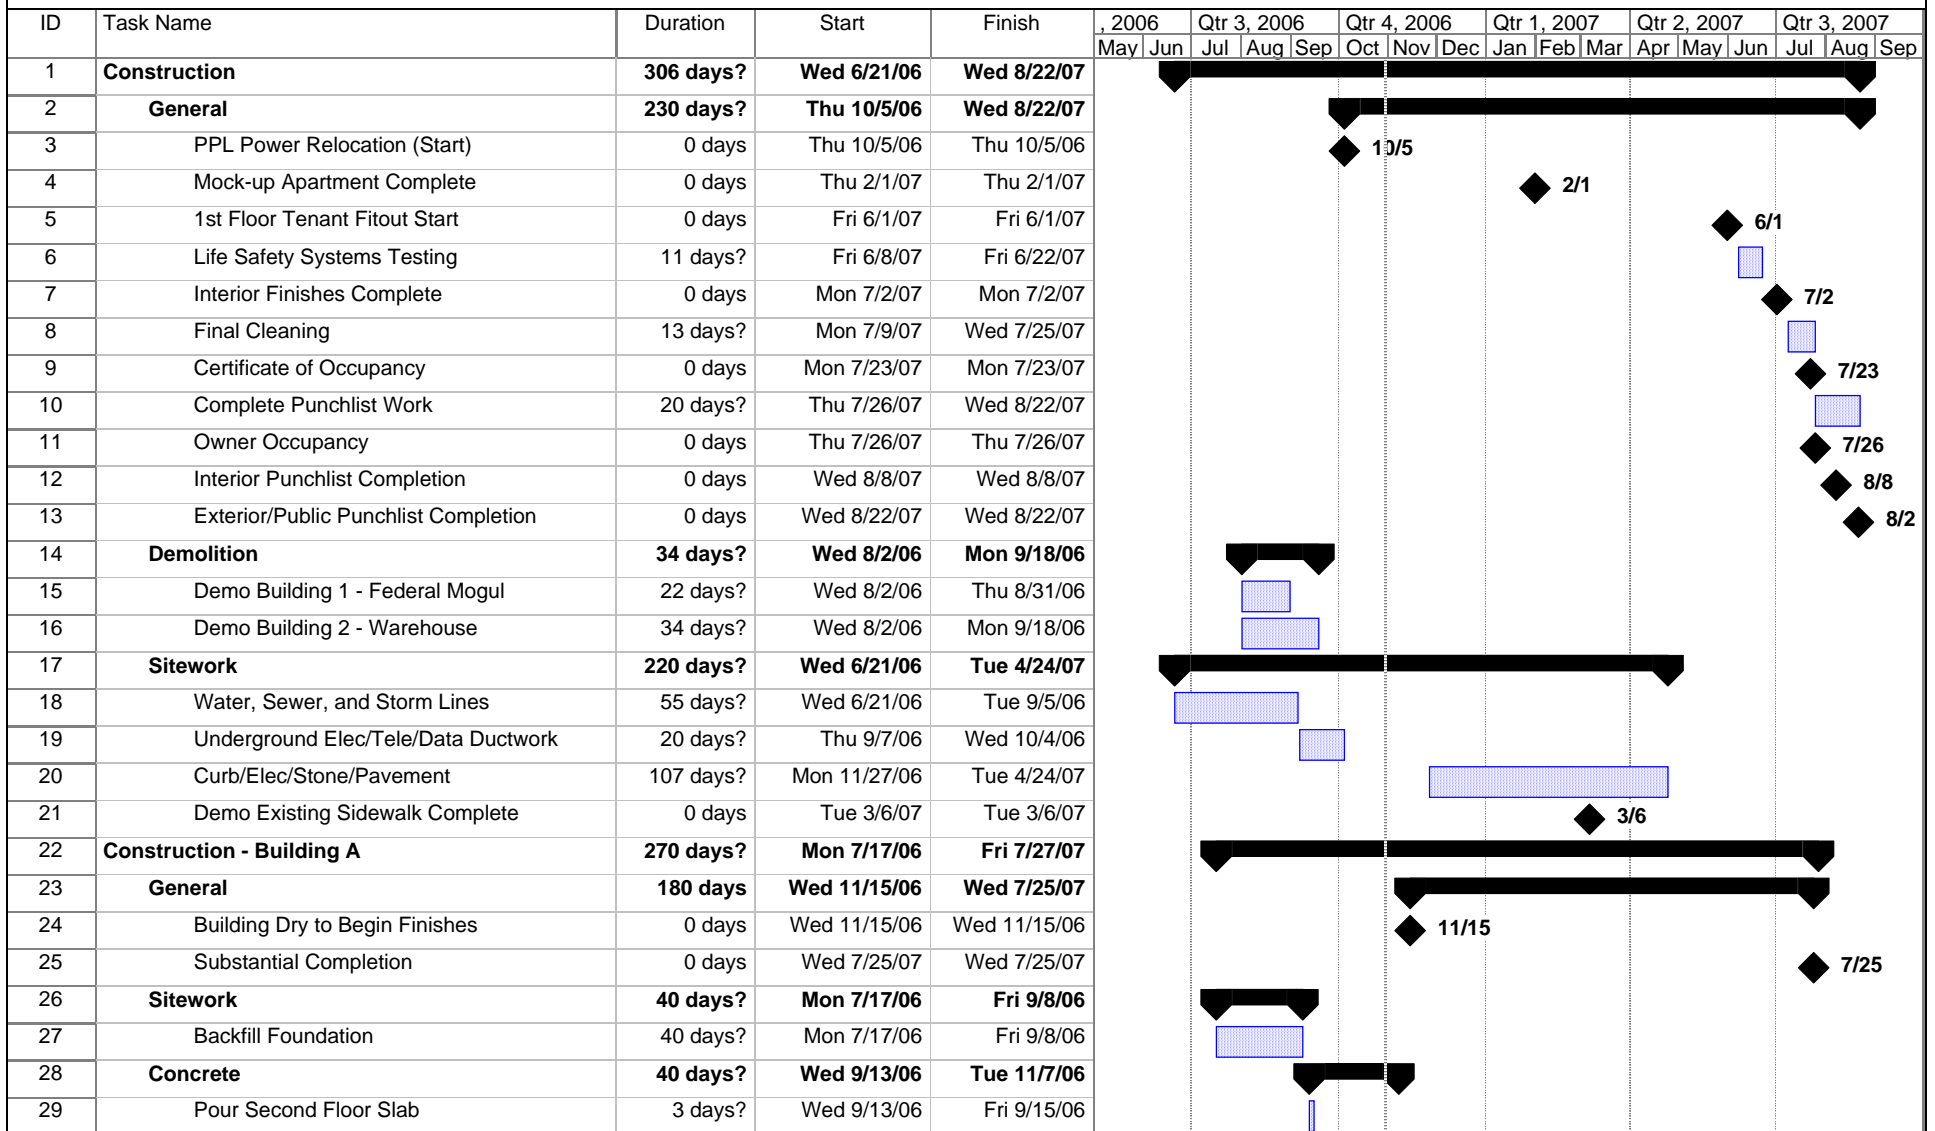 ID Task Name Duration Start Finish , 2006 Qtr 3, 2006 Qtr 4, 2006 Qtr 1, 2007 Qtr 2, 2007 Qtr 3, 2007
May Jun Jul Aug Sep Oct Nov Dec Jan Feb Mar Apr May Jun Jul Aug Sep
1 Construction 306 days? Wed 6/21/06 Wed 8/22/07
2 General 230 days? Thu 10/5/06 Wed 8/22/07
3 PPL Power Relocation (Start) 0 days Thu 10/5/06 Thu 10/5/06 10/5
4 Mock-up Apartment Complete 0 days Thu 2/1/07 Thu 2/1/07 2/1
5 1st Floor Tenant Fitout Start 0 days Fri 6/1/07 Fri 6/1/07 6/1
6 Life Safety Systems Testing 11 days? Fri 6/8/07 Fri 6/22/07
7 Interior Finishes Complete 0 days Mon 7/2/07 Mon 7/2/07 7/2
8 Final Cleaning 13 days? Mon 7/9/07 Wed 7/25/07
9 Certificate of Occupancy 0 days Mon 7/23/07 Mon 7/23/07 7/23
10 Complete Punchlist Work 20 days? Thu 7/26/07 Wed 8/22/07
11 Owner Occupancy 0 days Thu 7/26/07 Thu 7/26/07 7/26
12 Interior Punchlist Completion 0 days Wed 8/8/07 Wed 8/8/07 8/8
13 Exterior/Public Punchlist Completion 0 days Wed 8/22/07 Wed 8/22/07 8/2
14 Demolition 34 days? Wed 8/2/06 Mon 9/18/06
15 Demo Building 1 - Federal Mogul 22 days? Wed 8/2/06 Thu 8/31/06
16 Demo Building 2 - Warehouse 34 days? Wed 8/2/06 Mon 9/18/06
17 Sitework 220 days? Wed 6/21/06 Tue 4/24/07
18 Water, Sewer, and Storm Lines 55 days? Wed 6/21/06 Tue 9/5/06
19 Underground Elec/Tele/Data Ductwork 20 days? Thu 9/7/06 Wed 10/4/06
20 Curb/Elec/Stone/Pavement 107 days? Mon 11/27/06 Tue 4/24/07
21 Demo Existing Sidewalk Complete 0 days Tue 3/6/07 Tue 3/6/07 3/6
22 Construction - Building A 270 days? Mon 7/17/06 Fri 7/27/07
23 General 180 days Wed 11/15/06 Wed 7/25/07
24 Building Dry to Begin Finishes 0 days Wed 11/15/06 Wed 11/15/06 11/15
25 Substantial Completion 0 days Wed 7/25/07 Wed 7/25/07 7/25
26 Sitework 40 days? Mon 7/17/06 Fri 9/8/06
27 Backfill Foundation 40 days? Mon 7/17/06 Fri 9/8/06
28 Concrete 40 days? Wed 9/13/06 Tue 11/7/06
29 Pour Second Floor Slab 3 days? Wed 9/13/06 Fri 9/15/06